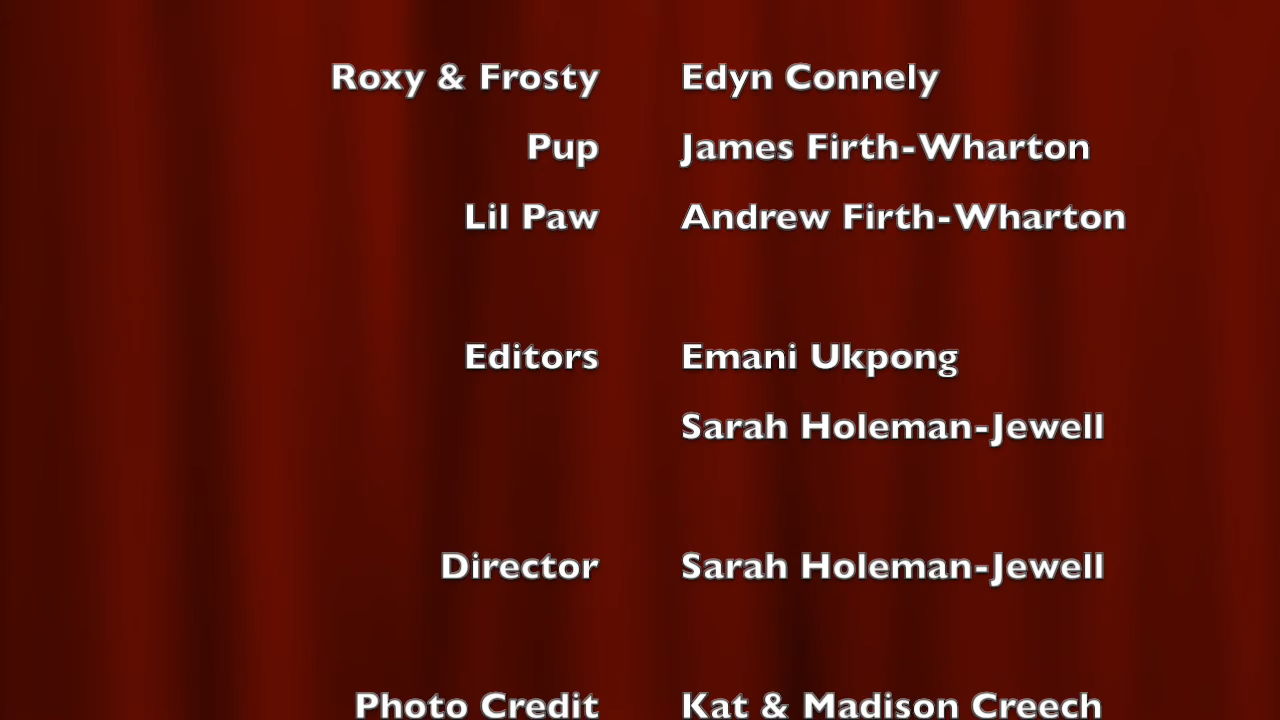 Roxy & Frosty Edyn Connely
Pup James Firth-Wharton
Lil Paw Andrew Firth-Wharton
Editors Emani Ukpong
Sarah Holeman-Jewell
Director Sarah Holeman-Jewell
Photo Credit Kat & Madison Creech